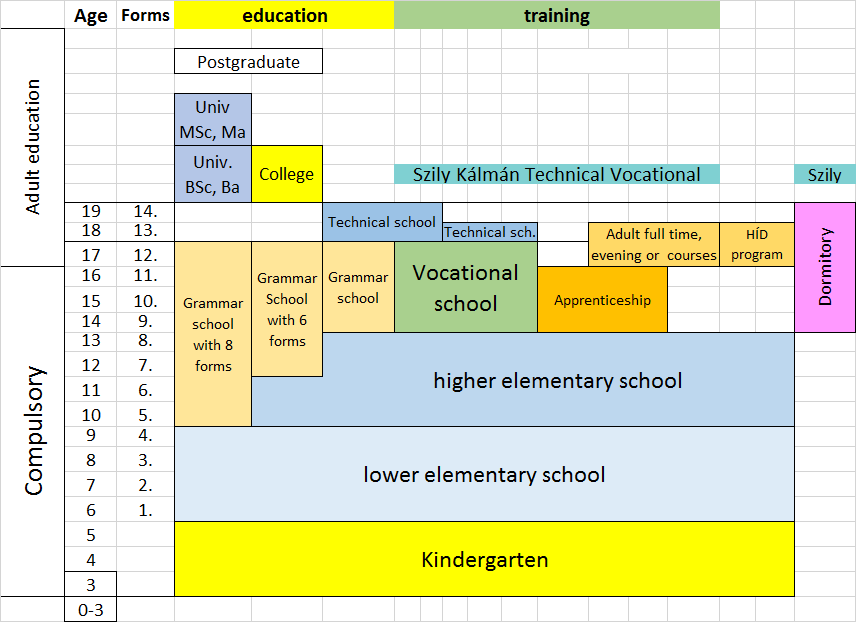 Age Forms education training
Adult education
Postgraduate
Univ
MSc, Ma
Univ.
BSc, Ba
College
Szily Kálmán Technical Vocational
Szily
19 14.
18 13.
17 12.
16 11.
15 10.
14 9.
13 8.
12 7.
11 6.
10 5.
9 4.
8 3.
7 2.
6 1.
5
4
3
0-3
Compulsory
Technical school
Technical sch.
Adult full time,
evening or courses
HÍD
program
Dormitory
Grammar
school
with 8
forms
Grammar
School
with 6
forms
Grammar
school
Vocational
school
Apprenticeship
higher elementary school
lower elementary school
Kindergarten